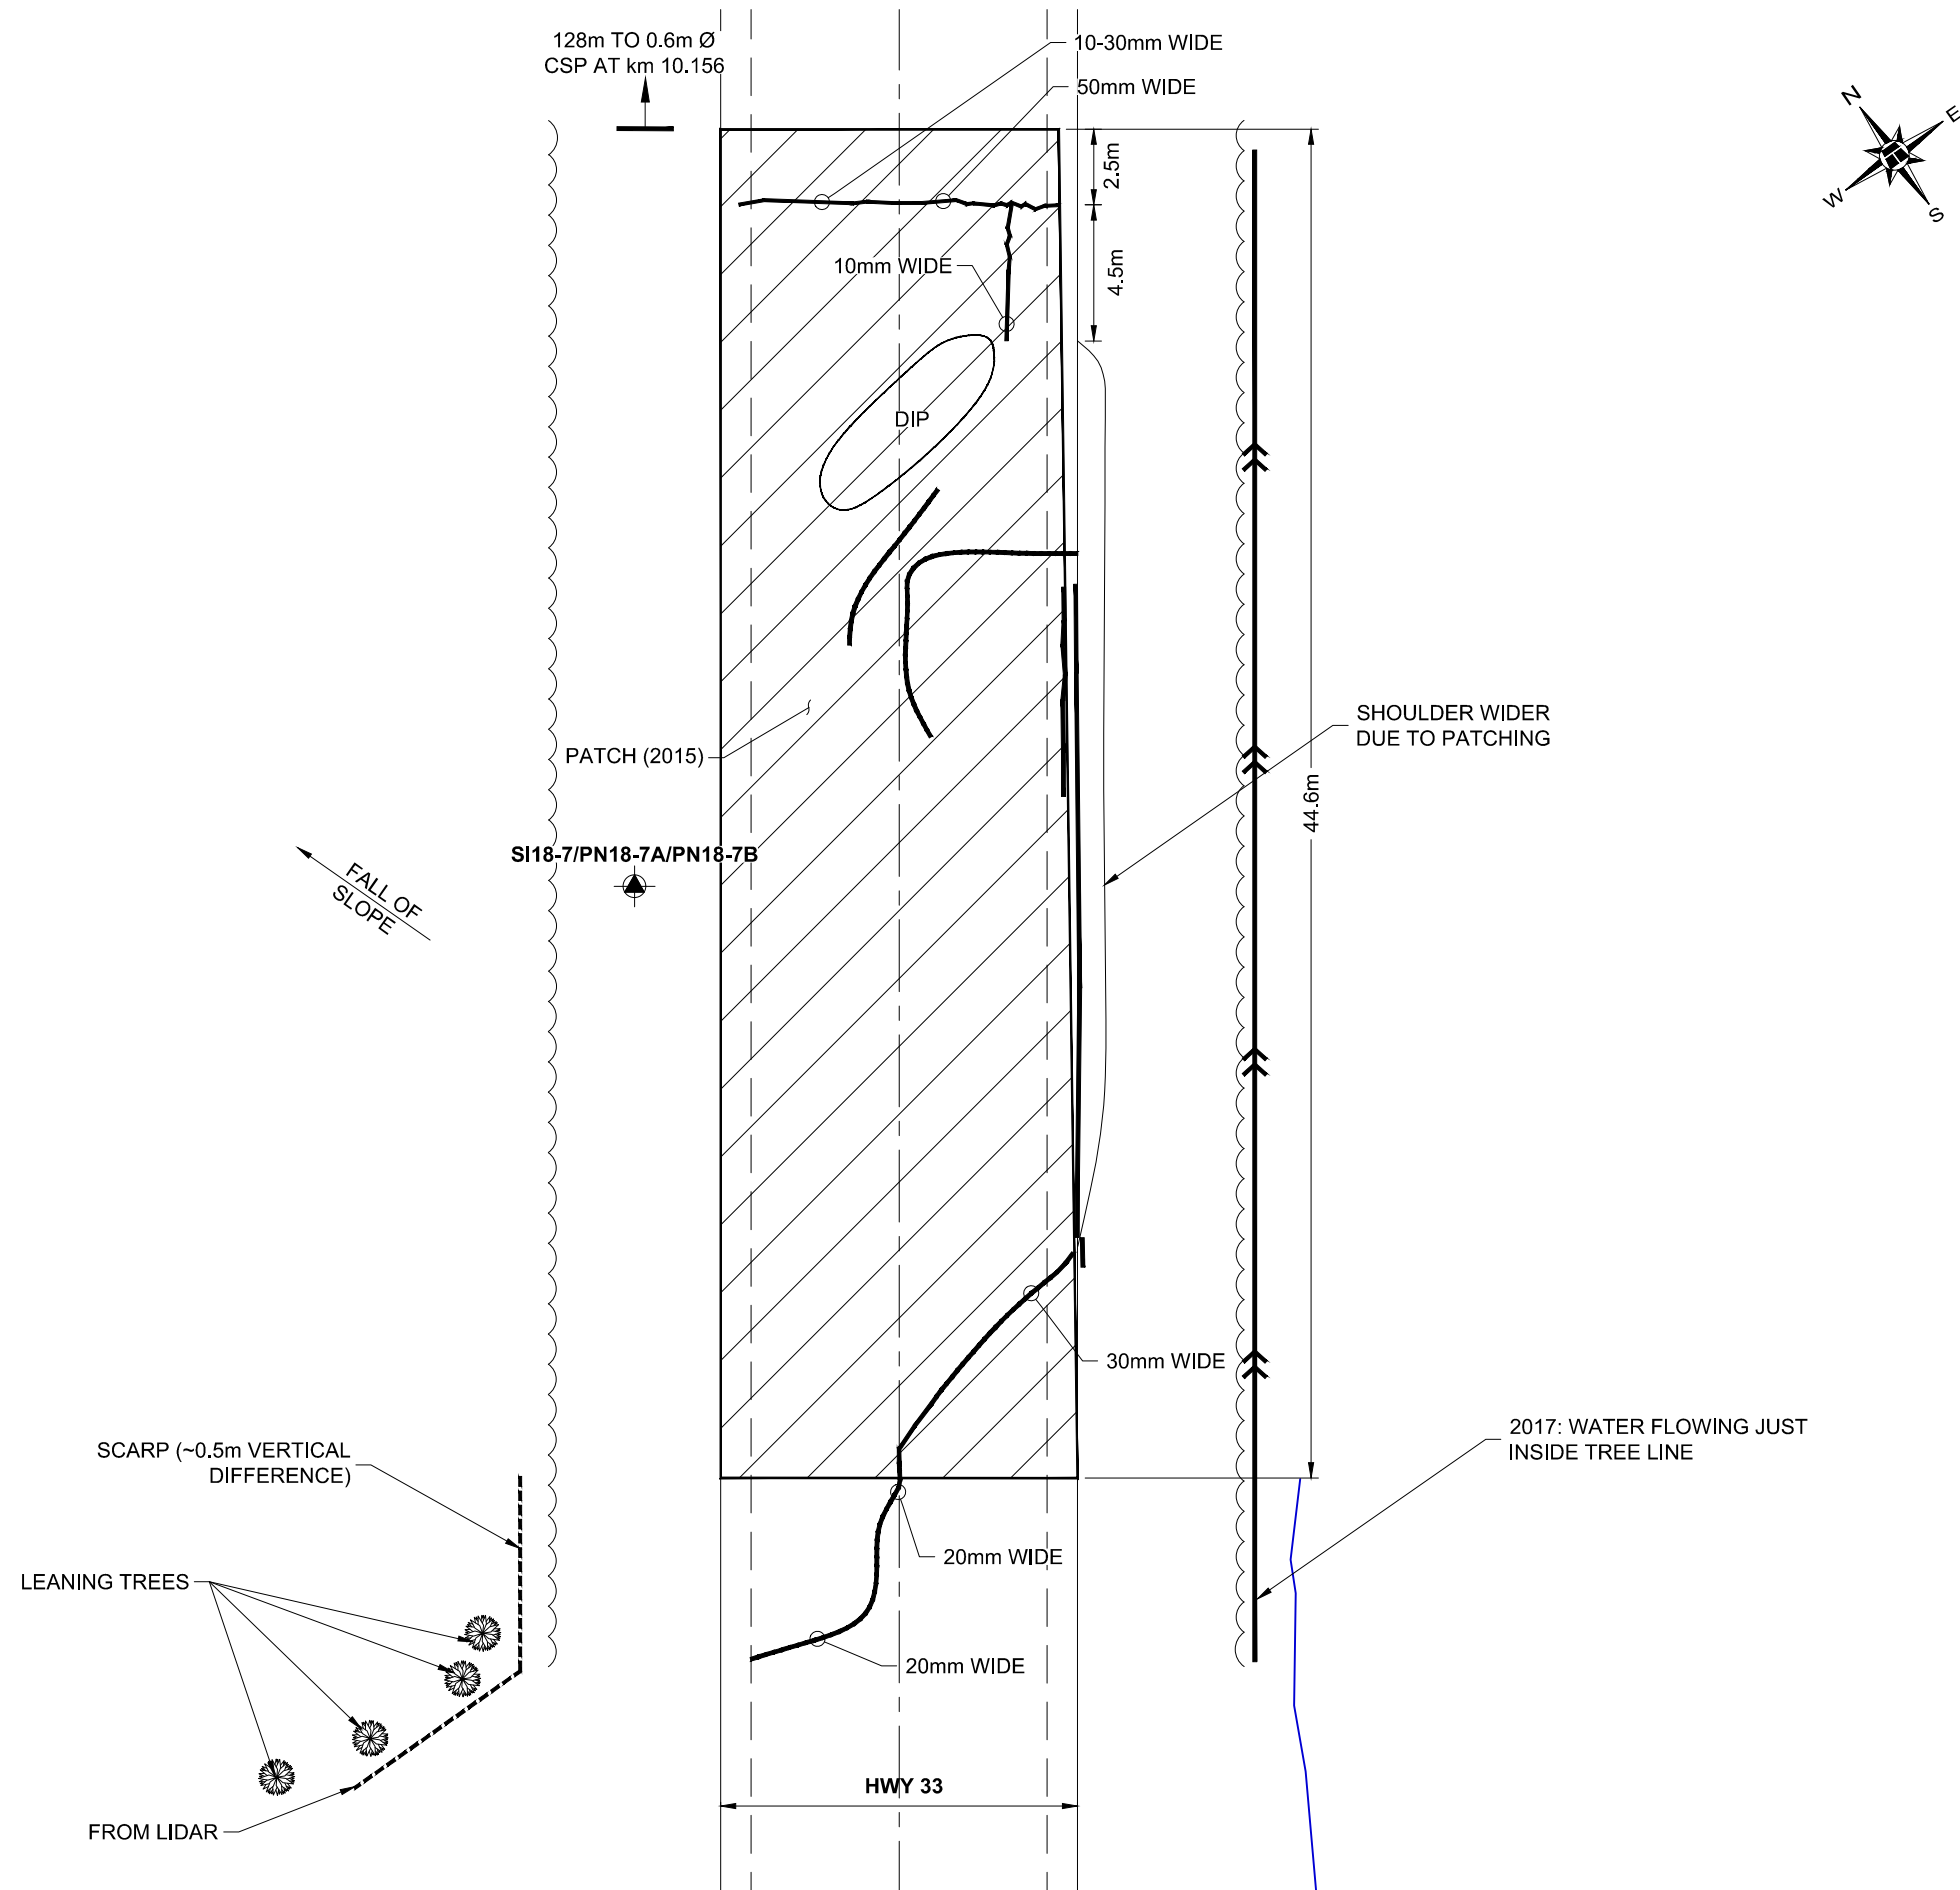 128m TO 0.6m Ø
CSP AT km 10.156
10-30mm WIDE
50mm WIDE
N
E
W
S
2.5m
4.5m
10mm WIDE
DIP
SHOULDER WIDER
DUE TO PATCHING
PATCH (2015)
44.6m
SI18-7/PN18-7A/PN18-7B
FALL OF
SLOPE
30mm WIDE
2017: WATER FLOWING JUST
INSIDE TREE LINE
SCARP (~0.5m VERTICAL
DIFFERENCE)
20mm WIDE
LEANING TREES
20mm WIDE
HWY 33
FROM LIDAR